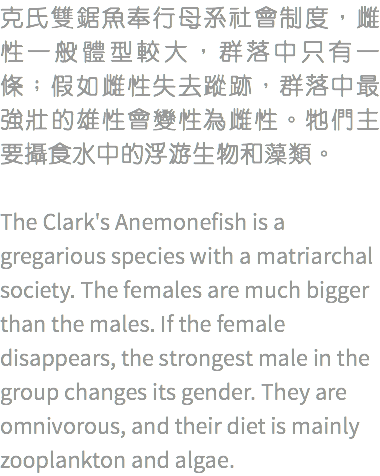 克氏雙鋸魚奉行母系社會制度，雌
性一般體型較大，群落中只有一
條；假如雌性失去蹤跡，群落中最
強壯的雄性會變性為雌性。牠們主
要攝食水中的浮游生物和藻類。
The Clark's Anemonefish is a
gregarious species with a matriarchal
society. The females are much bigger
than the males. If the female
disappears, the strongest male in the
group changes its gender. They are
omnivorous, and their diet is mainly
zooplankton and algae.